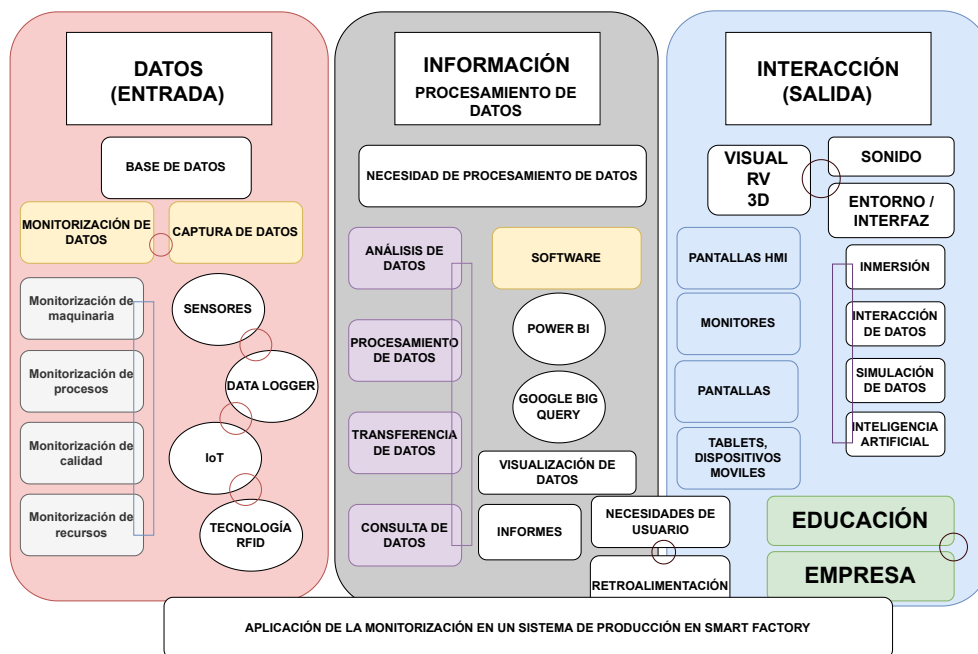 DATOS
(ENTRADA)
BASE DE DATOS
MONITORIZACIÓN DE
DATOS
CAPTURA DE DATOS
Monitorización de
maquinaria
Monitorización de
procesos
Monitorización de
calidad
Monitorización de
recursos
SENSORES
DATA LOGGER
IoT
TECNOLOGÍA
RFID
INFORMACIÓN
PROCESAMIENTO DE
DATOS
NECESIDAD DE PROCESAMIENTO DE DATOS
ANÁLISIS DE
DATOS
PROCESAMIENTO
DE DATOS
TRANSFERENCIA
DE DATOS
CONSULTA DE
DATOS
SOFTWARE
POWER BI
GOOGLE BIG
QUERY
VISUALIZACIÓN DE
DATOS
INFORMES
NECESIDADES DE
USUARIO
RETROALIMENTACIÓN
INTERACCIÓN
(SALIDA)
VISUAL
RV
3D
SONIDO
ENTORNO /
INTERFAZ
PANTALLAS HMI
MONITORES
PANTALLAS
TABLETS,
DISPOSITIVOS
MOVILES
INMERSIÓN
INTERACCIÓN
DE DATOS
SIMULACIÓN
DE DATOS
INTELIGENCIA
ARTIFICIAL
EDUCACIÓN
EMPRESA
APLICACIÓN DE LA MONITORIZACIÓN EN UN SISTEMA DE PRODUCCIÓN EN SMART FACTORY